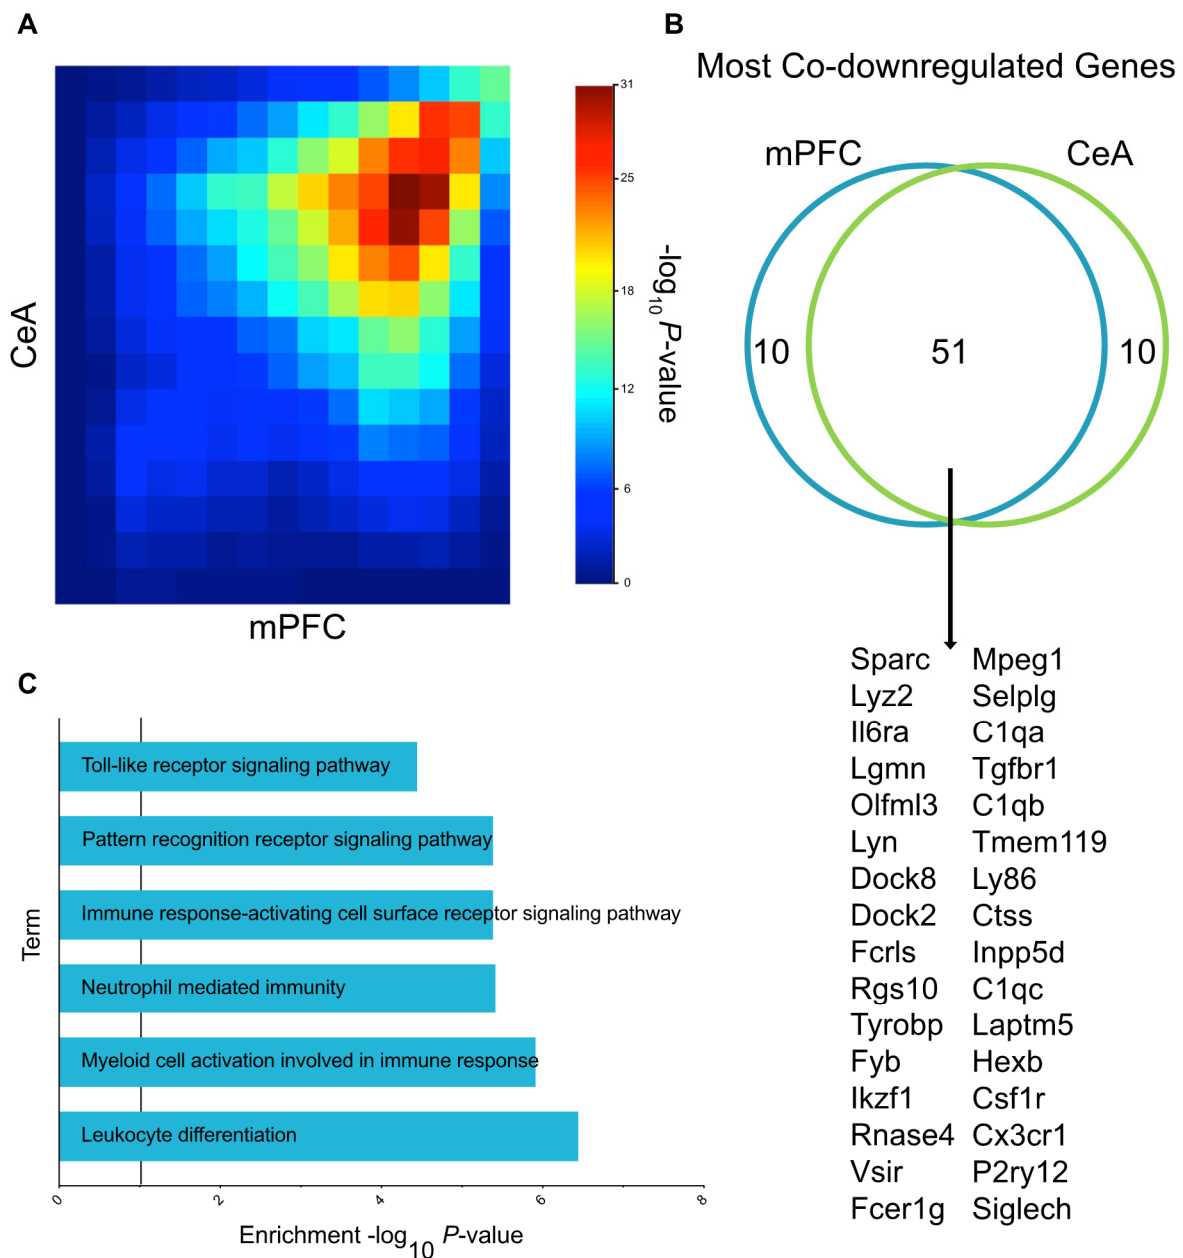 A
CeA
mPFC
31
25
18
12
6
0
-log10 P-value
B
Most Co-downregulated Genes
mPFC
CeA
10
51
10
Sparc Mpeg1
Lyz2 Selplg
Il6ra C1qa
Lgmn Tgfbr1
Olfml3 C1qb
Lyn Tmem119
Dock8 Ly86
Dock2 Ctss
Fcrls Inpp5d
Rgs10 C1qc
Tyrobp Laptm5
Fyb Hexb
Ikzf1 Csf1r
Rnase4 Cx3cr1
Vsir P2ry12
Fcer1g Siglech
C
Term
Toll-like receptor signaling pathway
Pattern recognition receptor signaling pathway
Immune response-activating cell surface receptor signaling pathway
Neutrophil mediated immunity
Myeloid cell activation involved in immune response
Leukocyte differentiation
0 2 4 6 8
Enrichment -log10 P-value